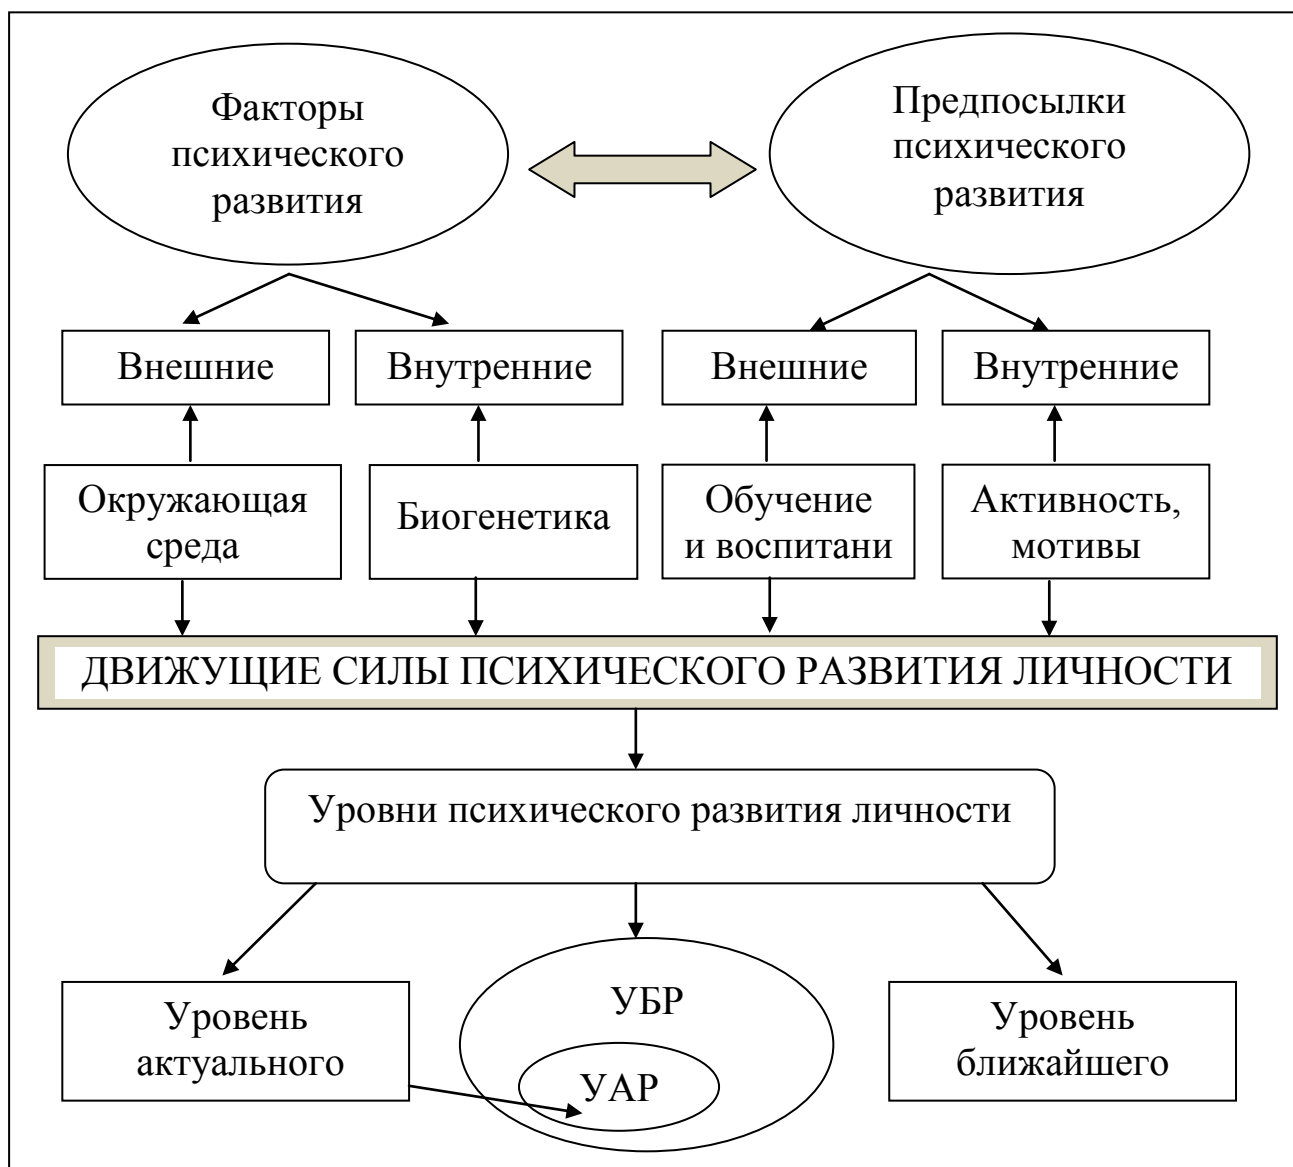 Факторы
психического
развития
Предпосылки
психического
развития
Внешние
Внутренние
Внешние
Внутренние
Окружающая
среда
Биогенетика
Обучение
и воспитани
Активность,
мотивы
ДВИЖУЩИЕ СИЛЫ ПСИХИЧЕСКОГО РАЗВИТИЯ ЛИЧНОСТИ
Уровни психического развития личности
Уровень
актуального
УБР
УАР
Уровень
ближайшего